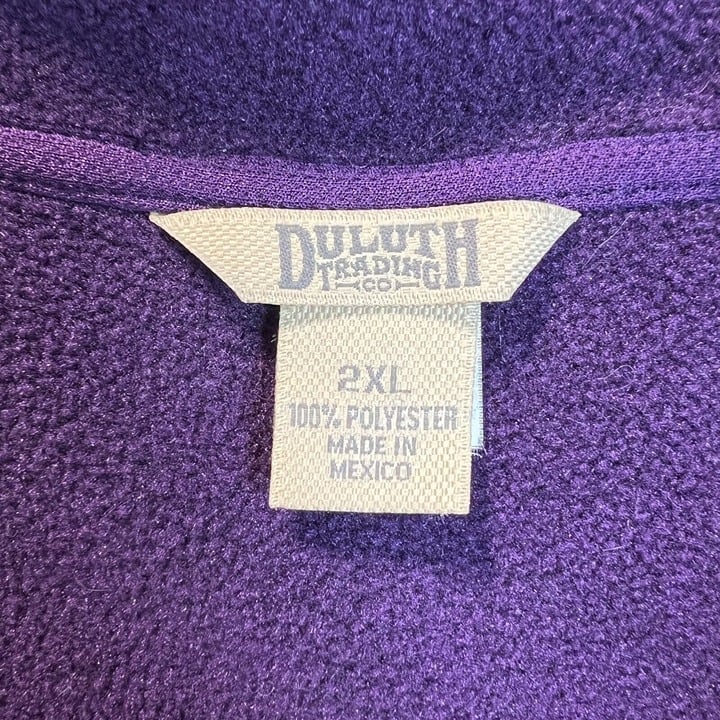 DULUTH
TRADING
CO
2XL
100% POLYESTER
MADE IN
MEXICO